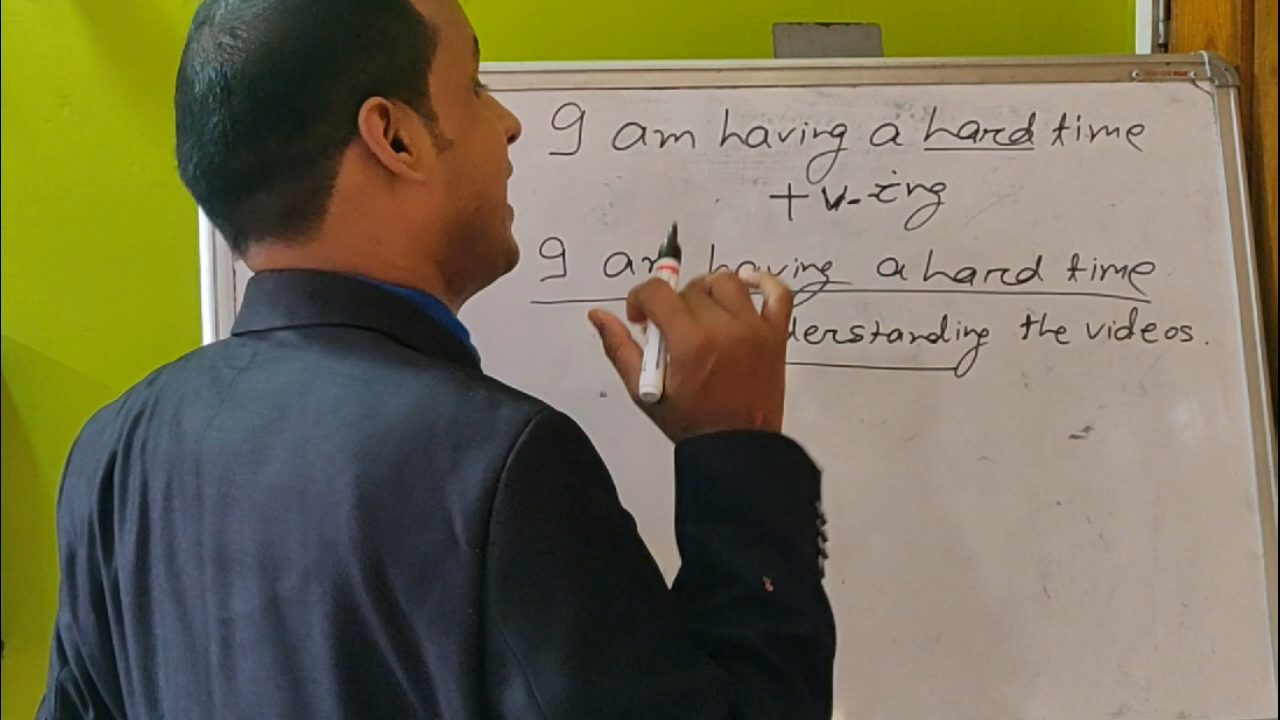 I am having a hard time
+ v-ing
I am having a hard time
derstanding the videos.